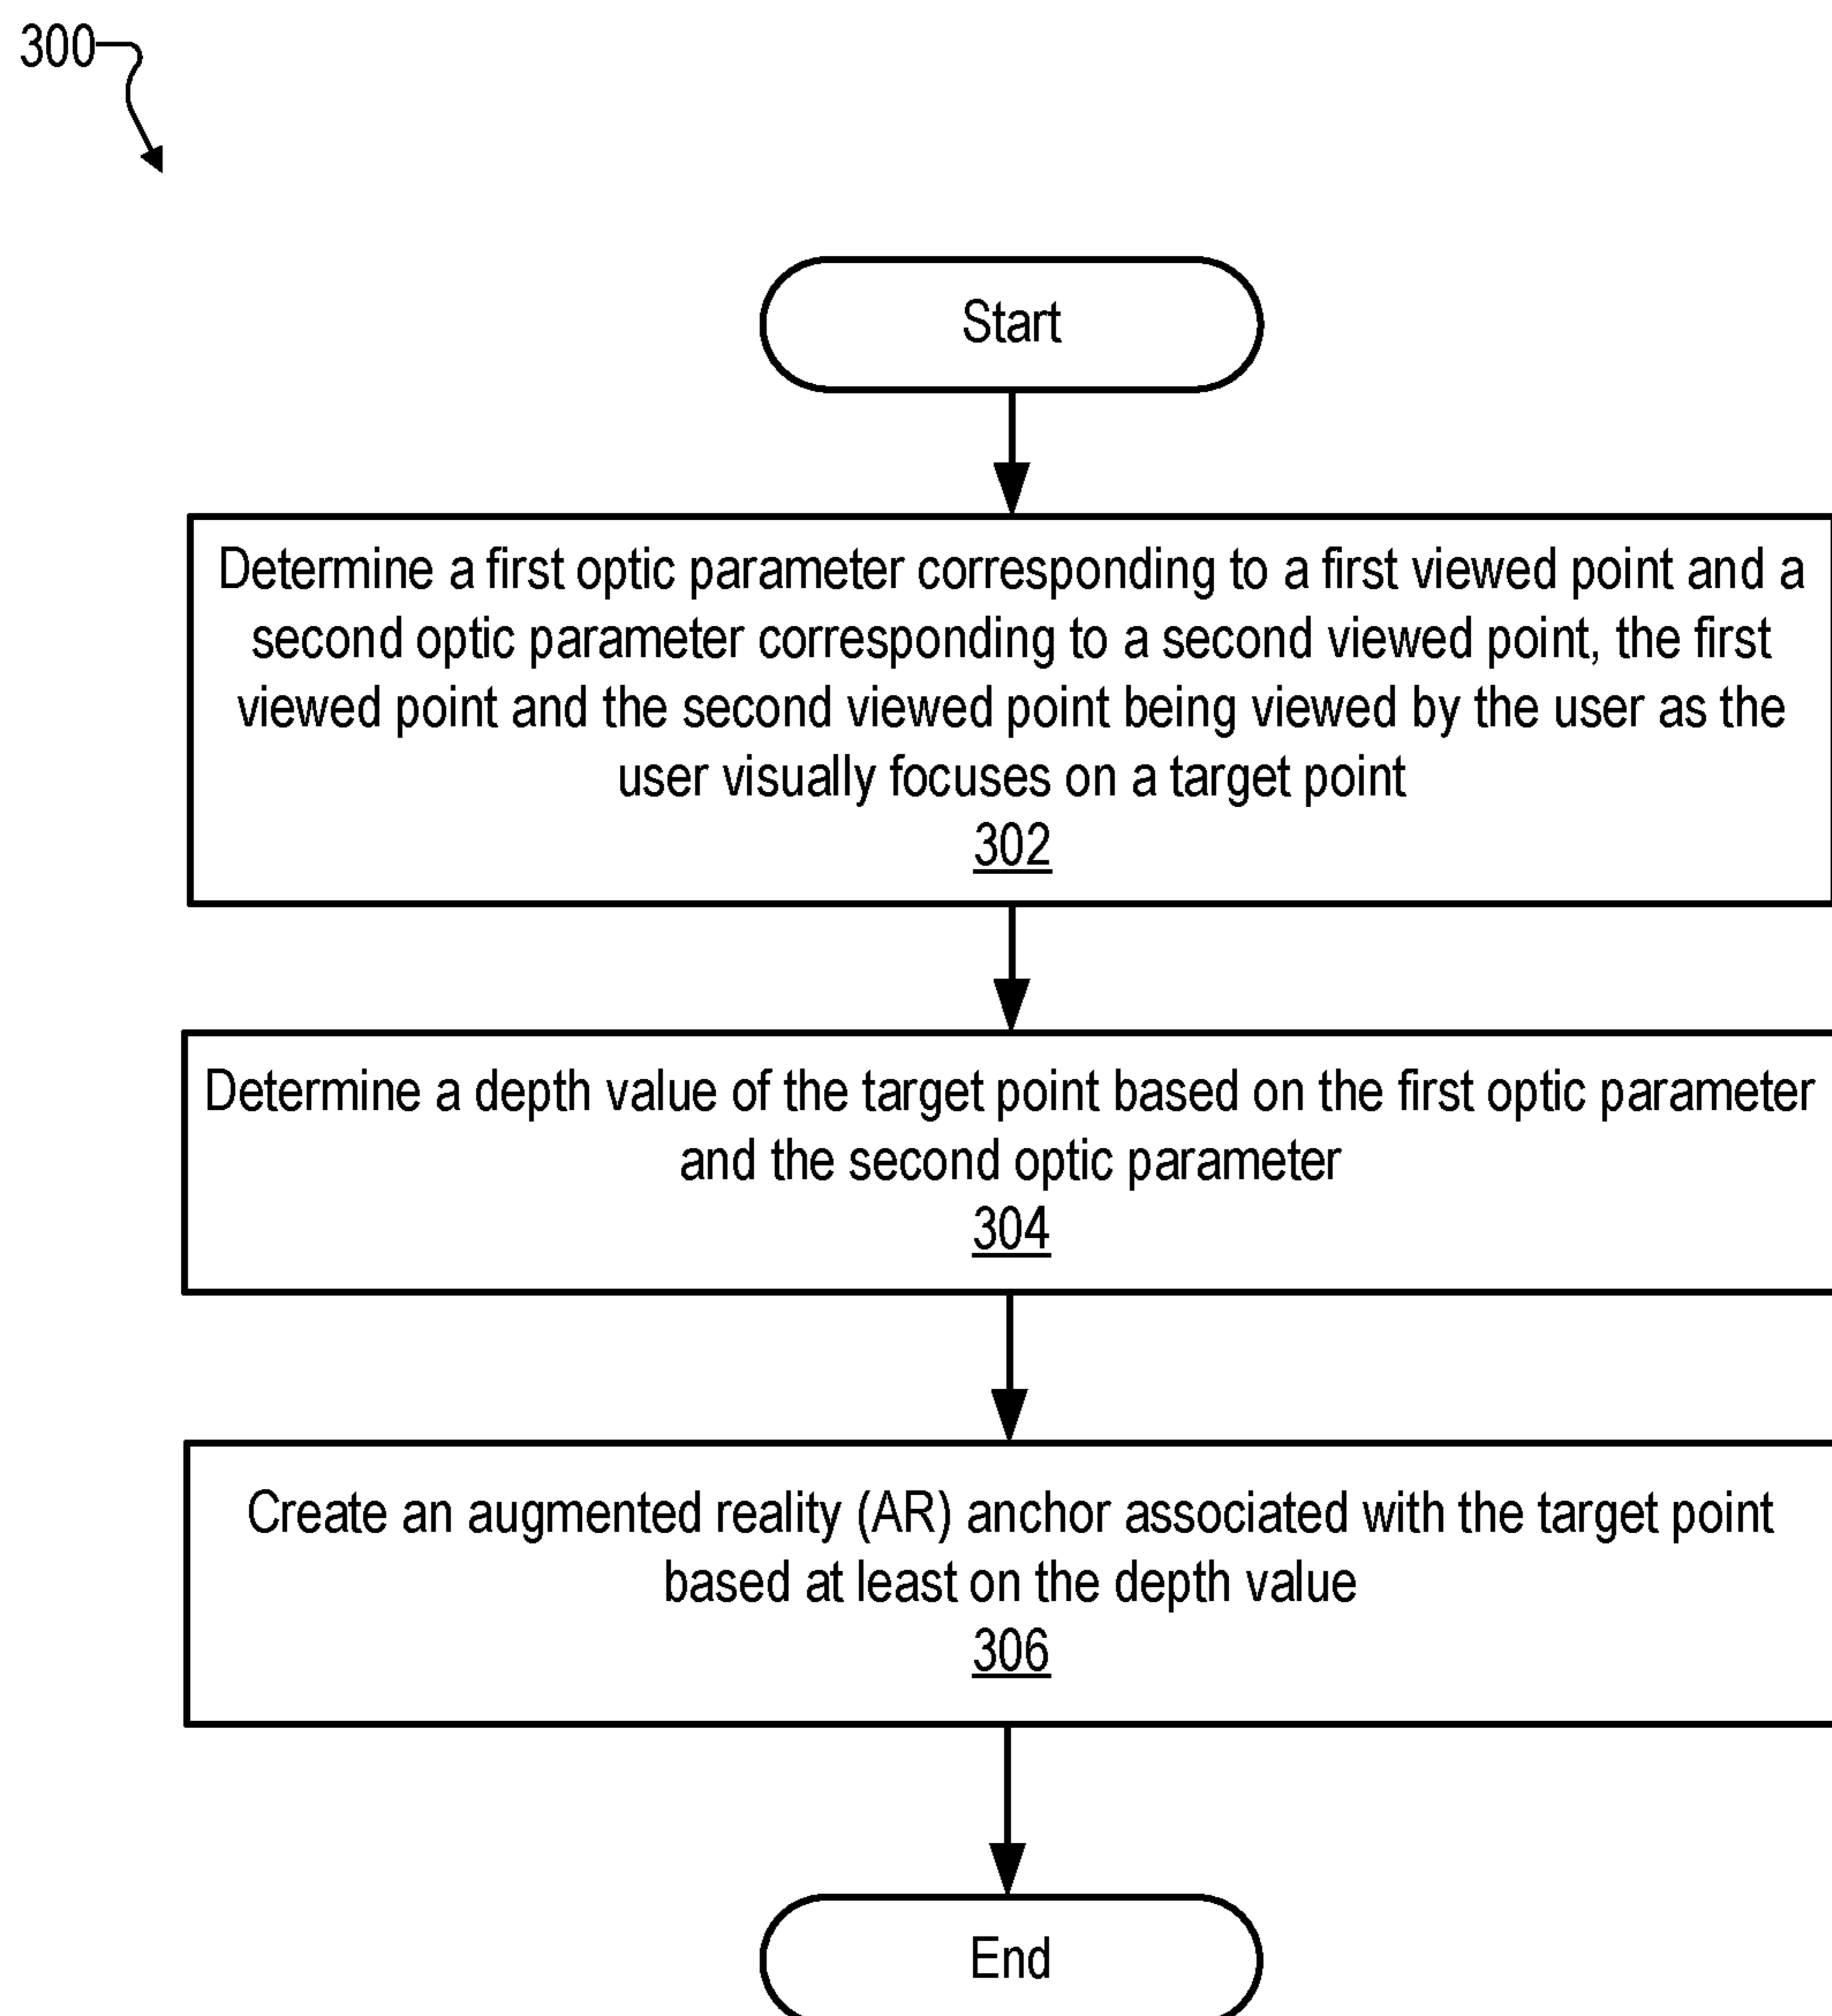 300
Start
Determine a first optic parameter corresponding to a first viewed point and a
second optic parameter corresponding to a second viewed point, the first
viewed point and the second viewed point being viewed by the user as the
user visually focuses on a target point
302
Determine a depth value of the target point based on the first optic parameter
and the second optic parameter
304
Create an augmented reality (AR) anchor associated with the target point
based at least on the depth value
306
End